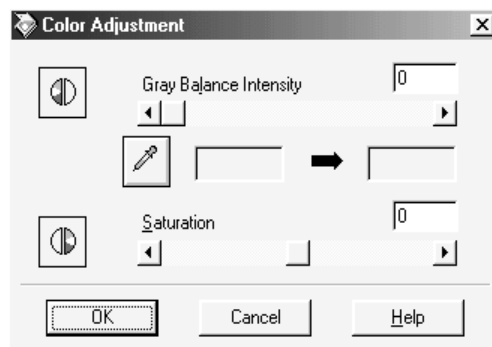 Color Adjustment
Gray Balance Intensity
0
Saturation
0
OK Cancel Help